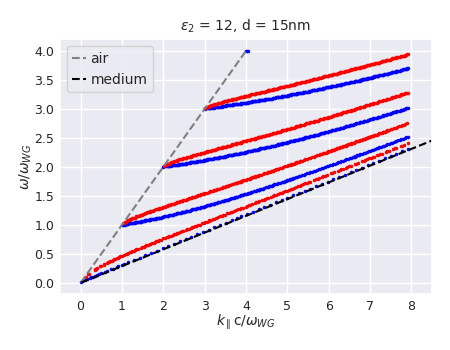 ε₂ = 12, d = 15nm
air
medium
ω/ω_WG
4.0
3.5
3.0
2.5
2.0
1.5
1.0
0.5
0.0
0 1 2 3 4 5 6 7 8
k_∥ c/ω_WG